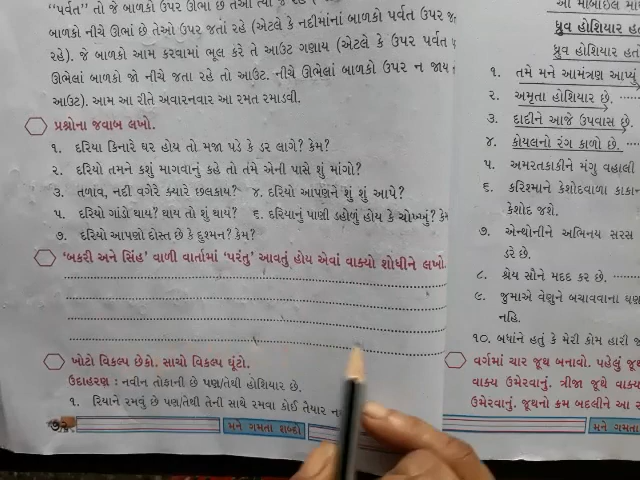 "પર્વત" તો જે બાળકો ઉપર ઊભા છે તેઓ ત્યાં જ રહે
બાળકો નીચે ઊભા છે તેઓ ઉપર જતાં રહે (એટલે કે નદીમાંનાં બાળકો પર્વત ઉપર
રહે). જે બાળકો આમ કરવામાં ભૂલ કરે તે આઉટ ગણાય (એટલે કે ઉપર પર્વત
ઊભેલાં બાળકો જો નીચે જતા રહે તો આઉટ. નીચે ઊભેલાં બાળકો ઉપર ન જાય
આઉટ). આમ આ રીતે અવારનવાર આ રમત રમાડવી.
પ્રશ્નોના જવાબ લખો.
૧. દરિયા કિનારે ઘર હોય તો મજા પડે કે ડર લાગે? કેમ?
૨. દરિયો તમને કશું માગવાનું કહે તો તમે એની પાસે શું માંગો?
૩. તળાવ, નદી વગેરે ક્યારે છલકાય? ૪. દરિયો આપણને શું શું આપે?
૫. દરિયો ગાંડો થાય? થાય તો શું થાય? ૬. દરિયાનું પાણી ડહોળું હોય કે ચોખ્ખું?
૭. દરિયો આપણો દોસ્ત છે કે દુશ્મન? કેમ?
'બકરી અને સિંહ' વાળી વાર્તામાં 'પરંતુ' આવતું હોય એવાં વાક્યો શોધીને લખો.
ખોટો વિકલ્પ છેકો. સાચો વિકલ્પ ઘૂંટો.
ઉદાહરણ : નવીન તોફાની છે પણ/તેથી હોશિયાર છે.
૧. રિયાને રમવું છે પણ/તેથી તેની સાથે રમવા કોઈ તૈયાર
૭૨
મને ગમતા શબ્દો
આ મોબાઈલ
ધ્રુવ હોશિયાર
ધ્રુવ હોશિયાર
૧. તમે મને આમંત્રણ આપ્યું
૨. અમૃતા હોશિયાર છે.
૩. દાદીને આજે ઉપવાસ છે.
૪. કોયલનો રંગ કાળો છે.
૫. અમરતકાકીને મંગુ વહાલી
૬. કરિશ્માને કેશોદવાળા કાકા
કેશોદ જશે.
૭. એન્થોનીને અભિનય સરસ
ડરે છે.
૮. શ્રેય સૌને મદદ કર છે.
૯. જુમાએ વેણુને બચાવવાના
નહિ.
૧૦. બધાંને હતું કે મેરી કોમ હારી
વર્ગમાં ચાર જૂથ બનાવો. પહેલું
વાક્ય ઉમેરવાનું. ત્રીજા જૂથે વાક્ય
ઉમેરવાનું. જૂથનો ક્રમ બદલીને આ
મને ગમતા